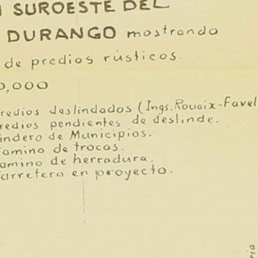 SUROESTE DEL
DURANGO mostrando
de predios rústicos.
0,000
redios deslindados (Ings. Rouaix-Favel
redios pendientes de deslinde.
indero de Municipios.
amino de trocas.
amino de herradura.
arretera en proyecto.